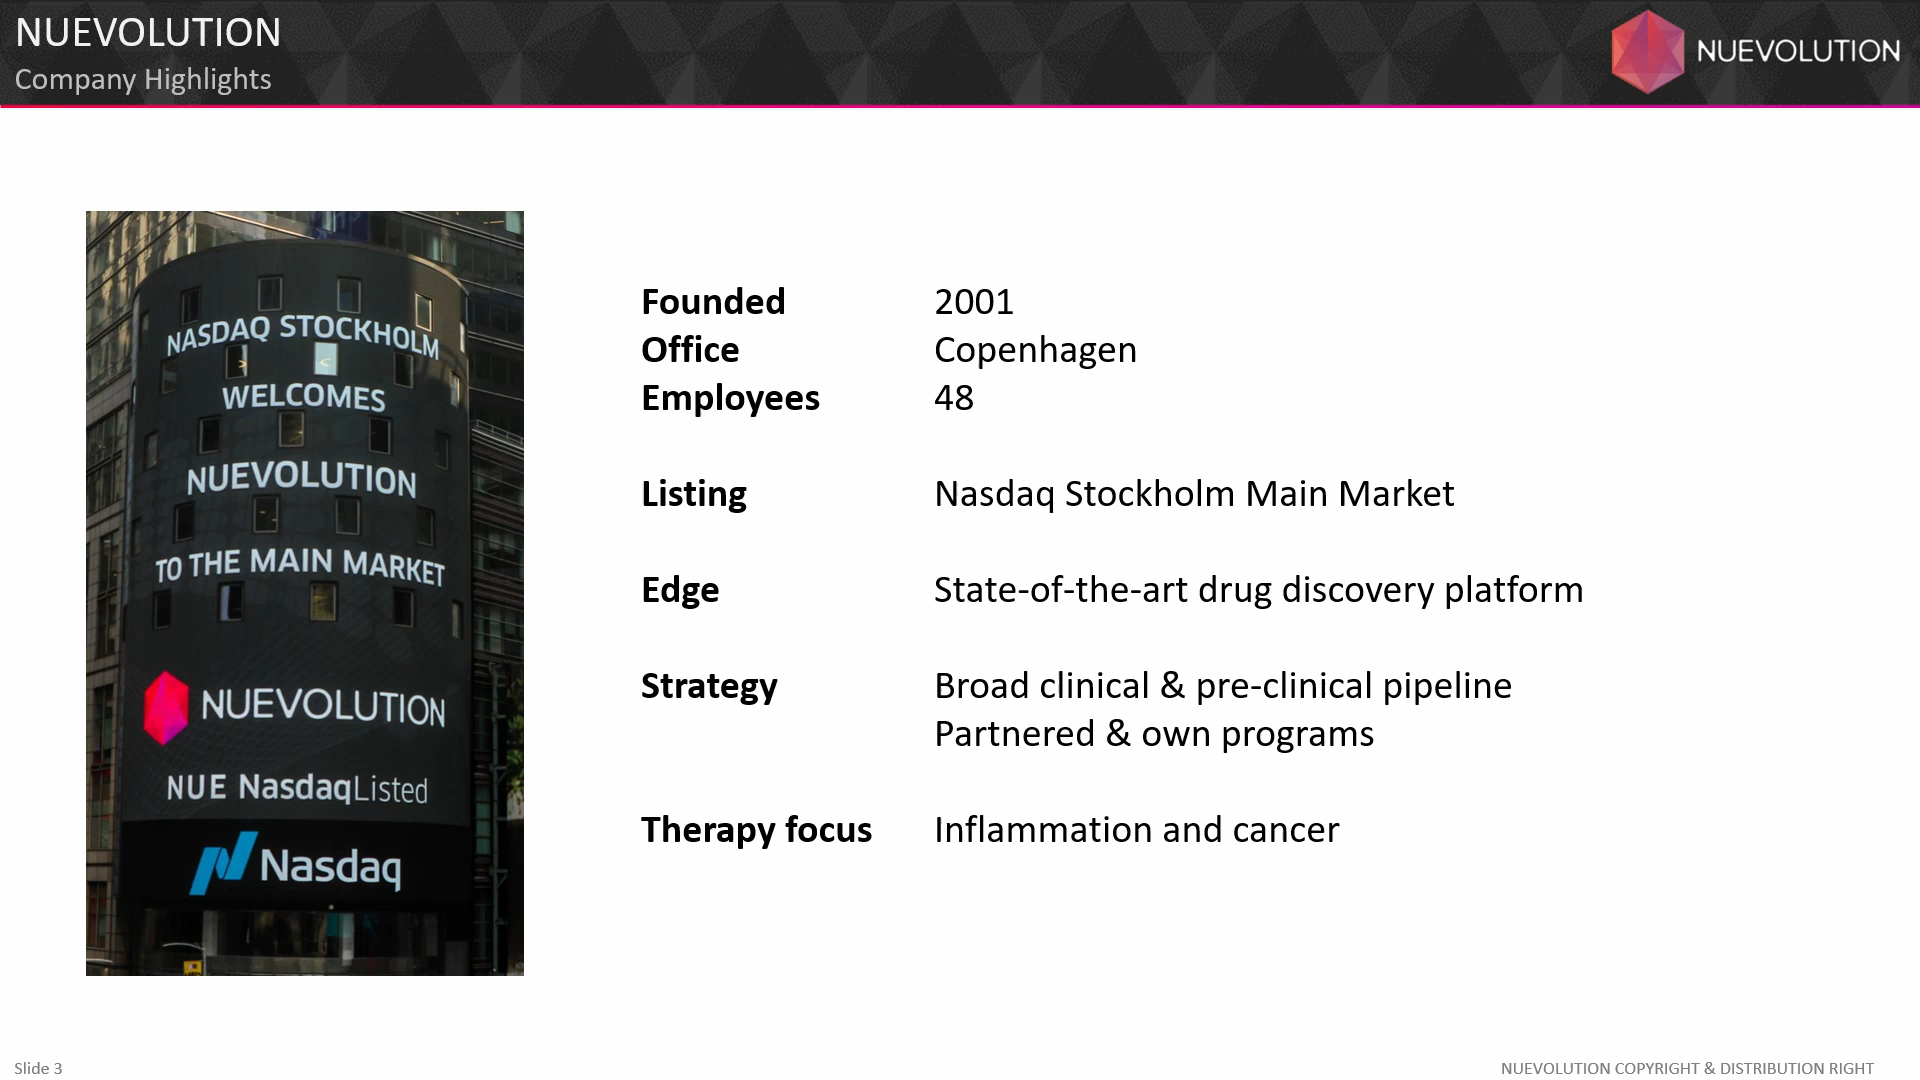 NUEVOLUTION
Company Highlights
NUEVOLUTION
NASDAQ STOCKHOLM
WELCOMES
NUEVOLUTION
TO THE MAIN MARKET
NUEVOLUTION
NUE NasdaqListed
Nasdaq
Founded 2001
Office Copenhagen
Employees 48
Listing Nasdaq Stockholm Main Market
Edge State-of-the-art drug discovery platform
Strategy Broad clinical & pre-clinical pipeline
Partnered & own programs
Therapy focus Inflammation and cancer
Slide 3
NUEVOLUTION COPYRIGHT & DISTRIBUTION RIGHT